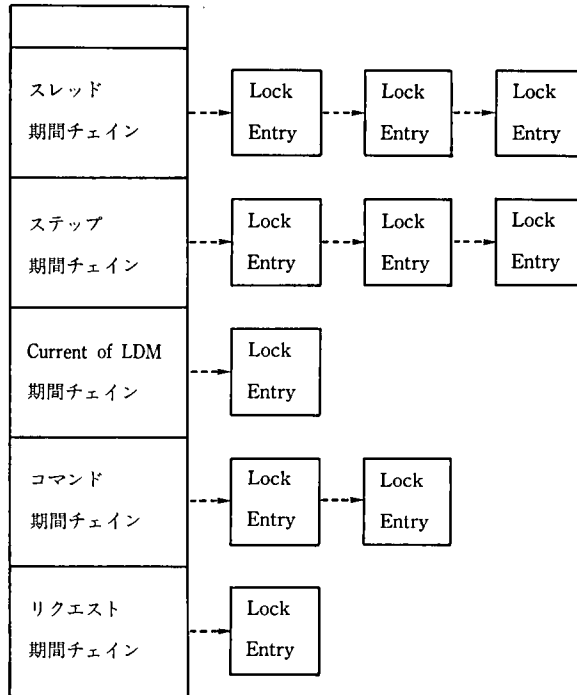 スレッド
期間チェイン
Lock
Entry
Lock
Entry
Lock
Entry
ステップ
期間チェイン
Lock
Entry
Lock
Entry
Lock
Entry
Current of LDM
期間チェイン
Lock
Entry
コマンド
期間チェイン
Lock
Entry
Lock
Entry
リクエスト
期間チェイン
Lock
Entry